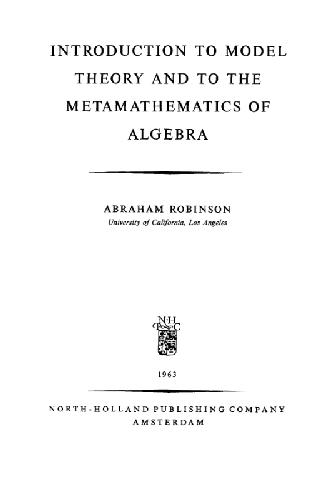 INTRODUCTION TO MODEL
THEORY AND TO THE
METAMATHEMATICS OF
ALGEBRA
ABRAHAM ROBINSON
University of California, Los Angeles
N·H
1963
NORTH-HOLLAND PUBLISHING COMPANY
AMSTERDAM